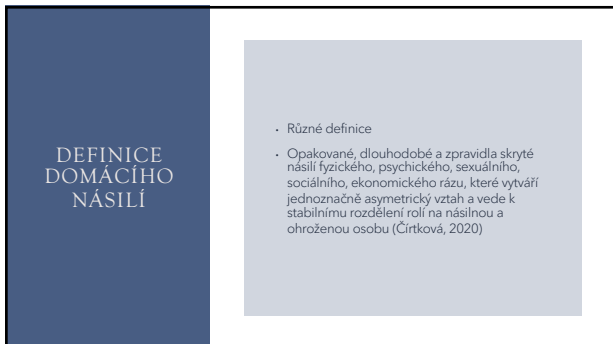 DEFINICE
DOMÁCÍHO
NÁSILÍ
• Různé definice
• Opakované, dlouhodobé a zpravidla skryté
násilí fyzického, psychického, sexuálního,
sociálního, ekonomického rázu, které vytváří
jednoznačně asymetrický vztah a vede k
stabilnímu rozdělení rolí na násilnou a
ohroženou osobu (Čírtková, 2020)